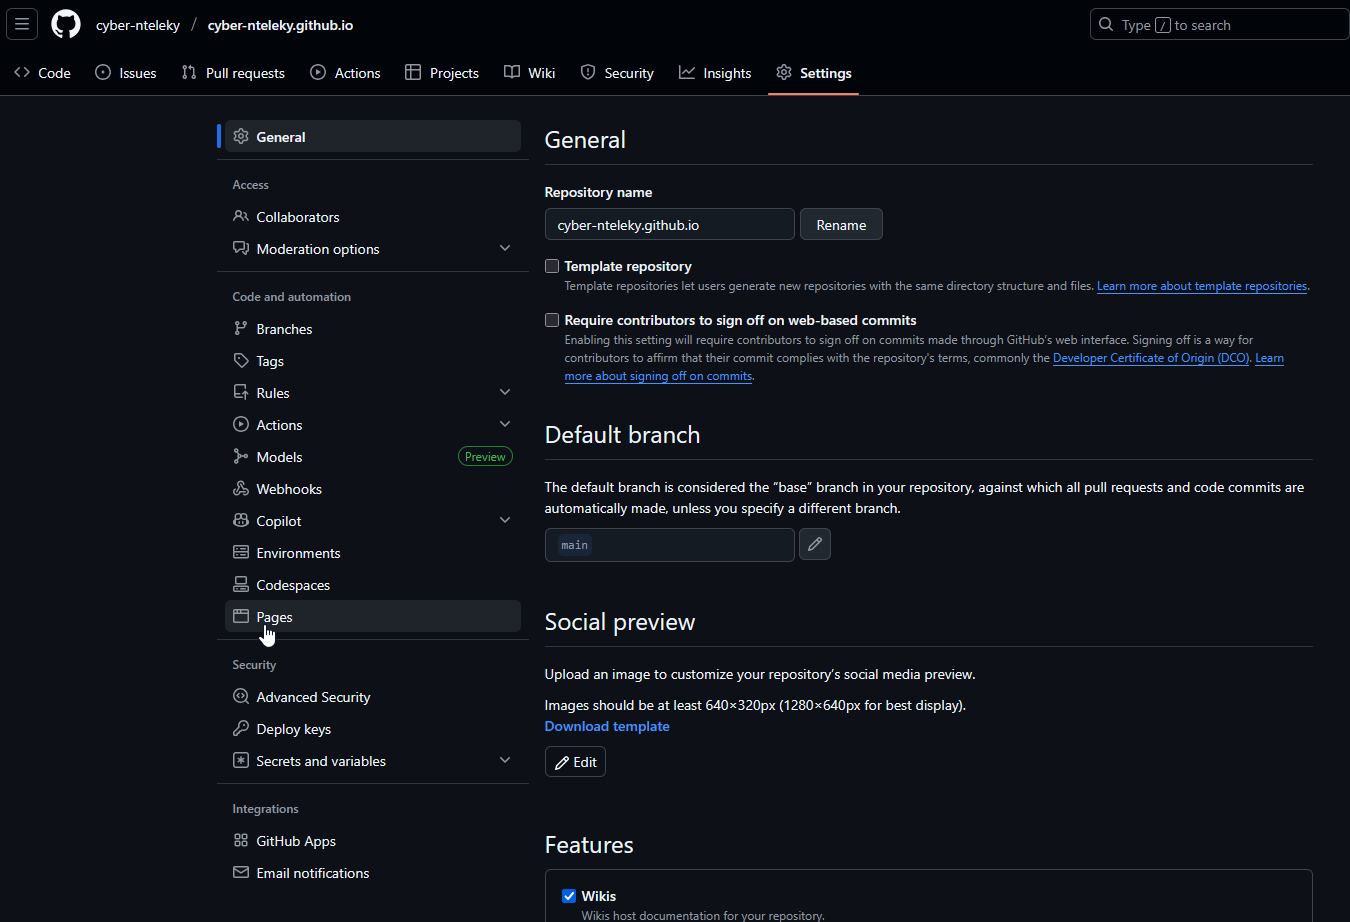 cyber-nteleky / cyber-nteleky.github.io
Type / to search
Code Issues Pull requests Actions Projects Wiki Security Insights Settings
General
Access
Collaborators
Moderation options
Code and automation
Branches
Tags
Rules
Actions
Models Preview
Webhooks
Copilot
Environments
Codespaces
Pages
Security
Advanced Security
Deploy keys
Secrets and variables
Integrations
GitHub Apps
Email notifications
General
Repository name
cyber-nteleky.github.io Rename
Template repository
Template repositories let users generate new repositories with the same directory structure and files. Learn more about template repositories.
Require contributors to sign off on web-based commits
Enabling this setting will require contributors to sign off on commits made through GitHub's web interface. Signing off is a way for
contributors to affirm that their commit complies with the repository's terms, commonly the Developer Certificate of Origin (DCO). Learn
more about signing off on commits.
Default branch
The default branch is considered the “base” branch in your repository, against which all pull requests and code commits are
automatically made, unless you specify a different branch.
main
Social preview
Upload an image to customize your repository’s social media preview.
Images should be at least 640×320px (1280×640px for best display).
Download template
Edit
Features
Wikis
Wikis host documentation for your repository.